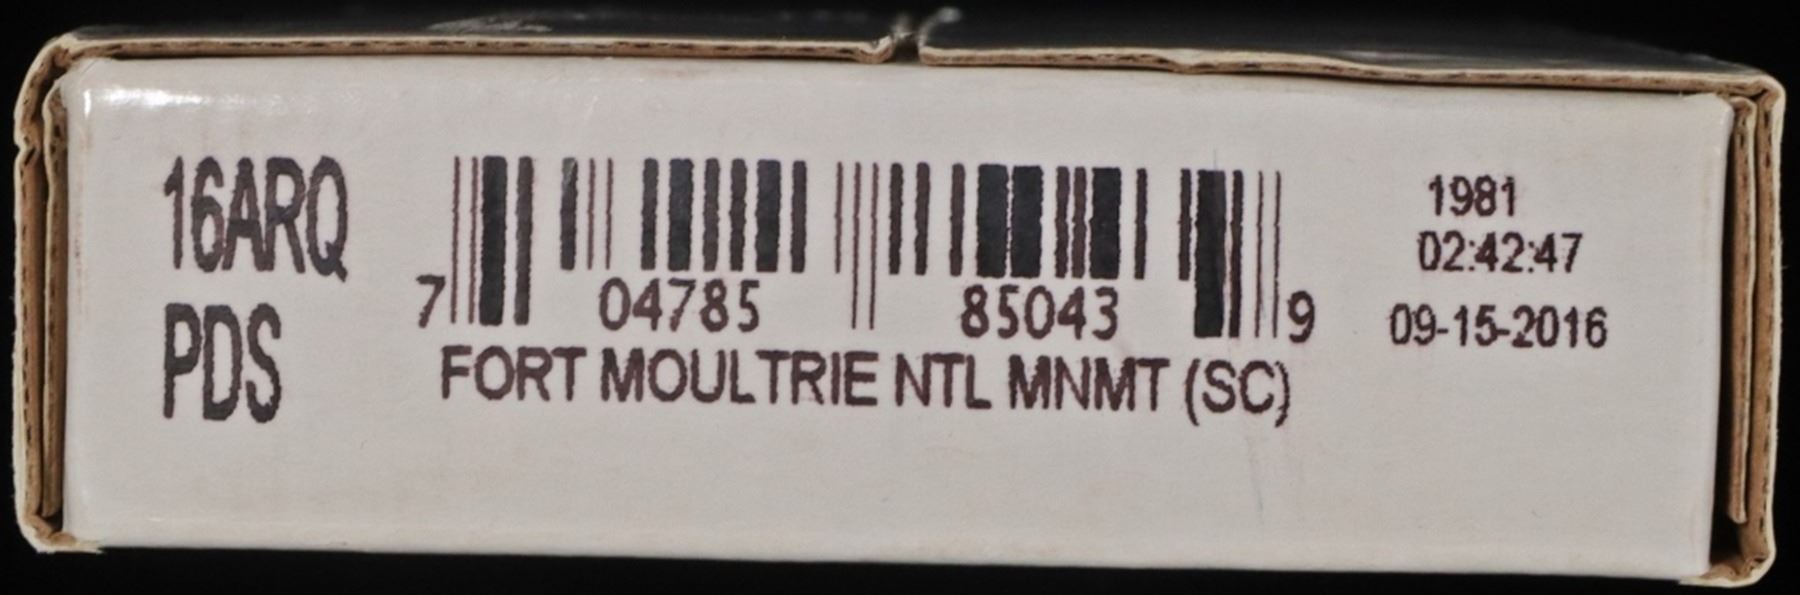 16ARQ
PDS
7 04785 85043 9
FORT MOULTRIE NTL MNMT (SC)
1981
02:42:47
09-15-2016